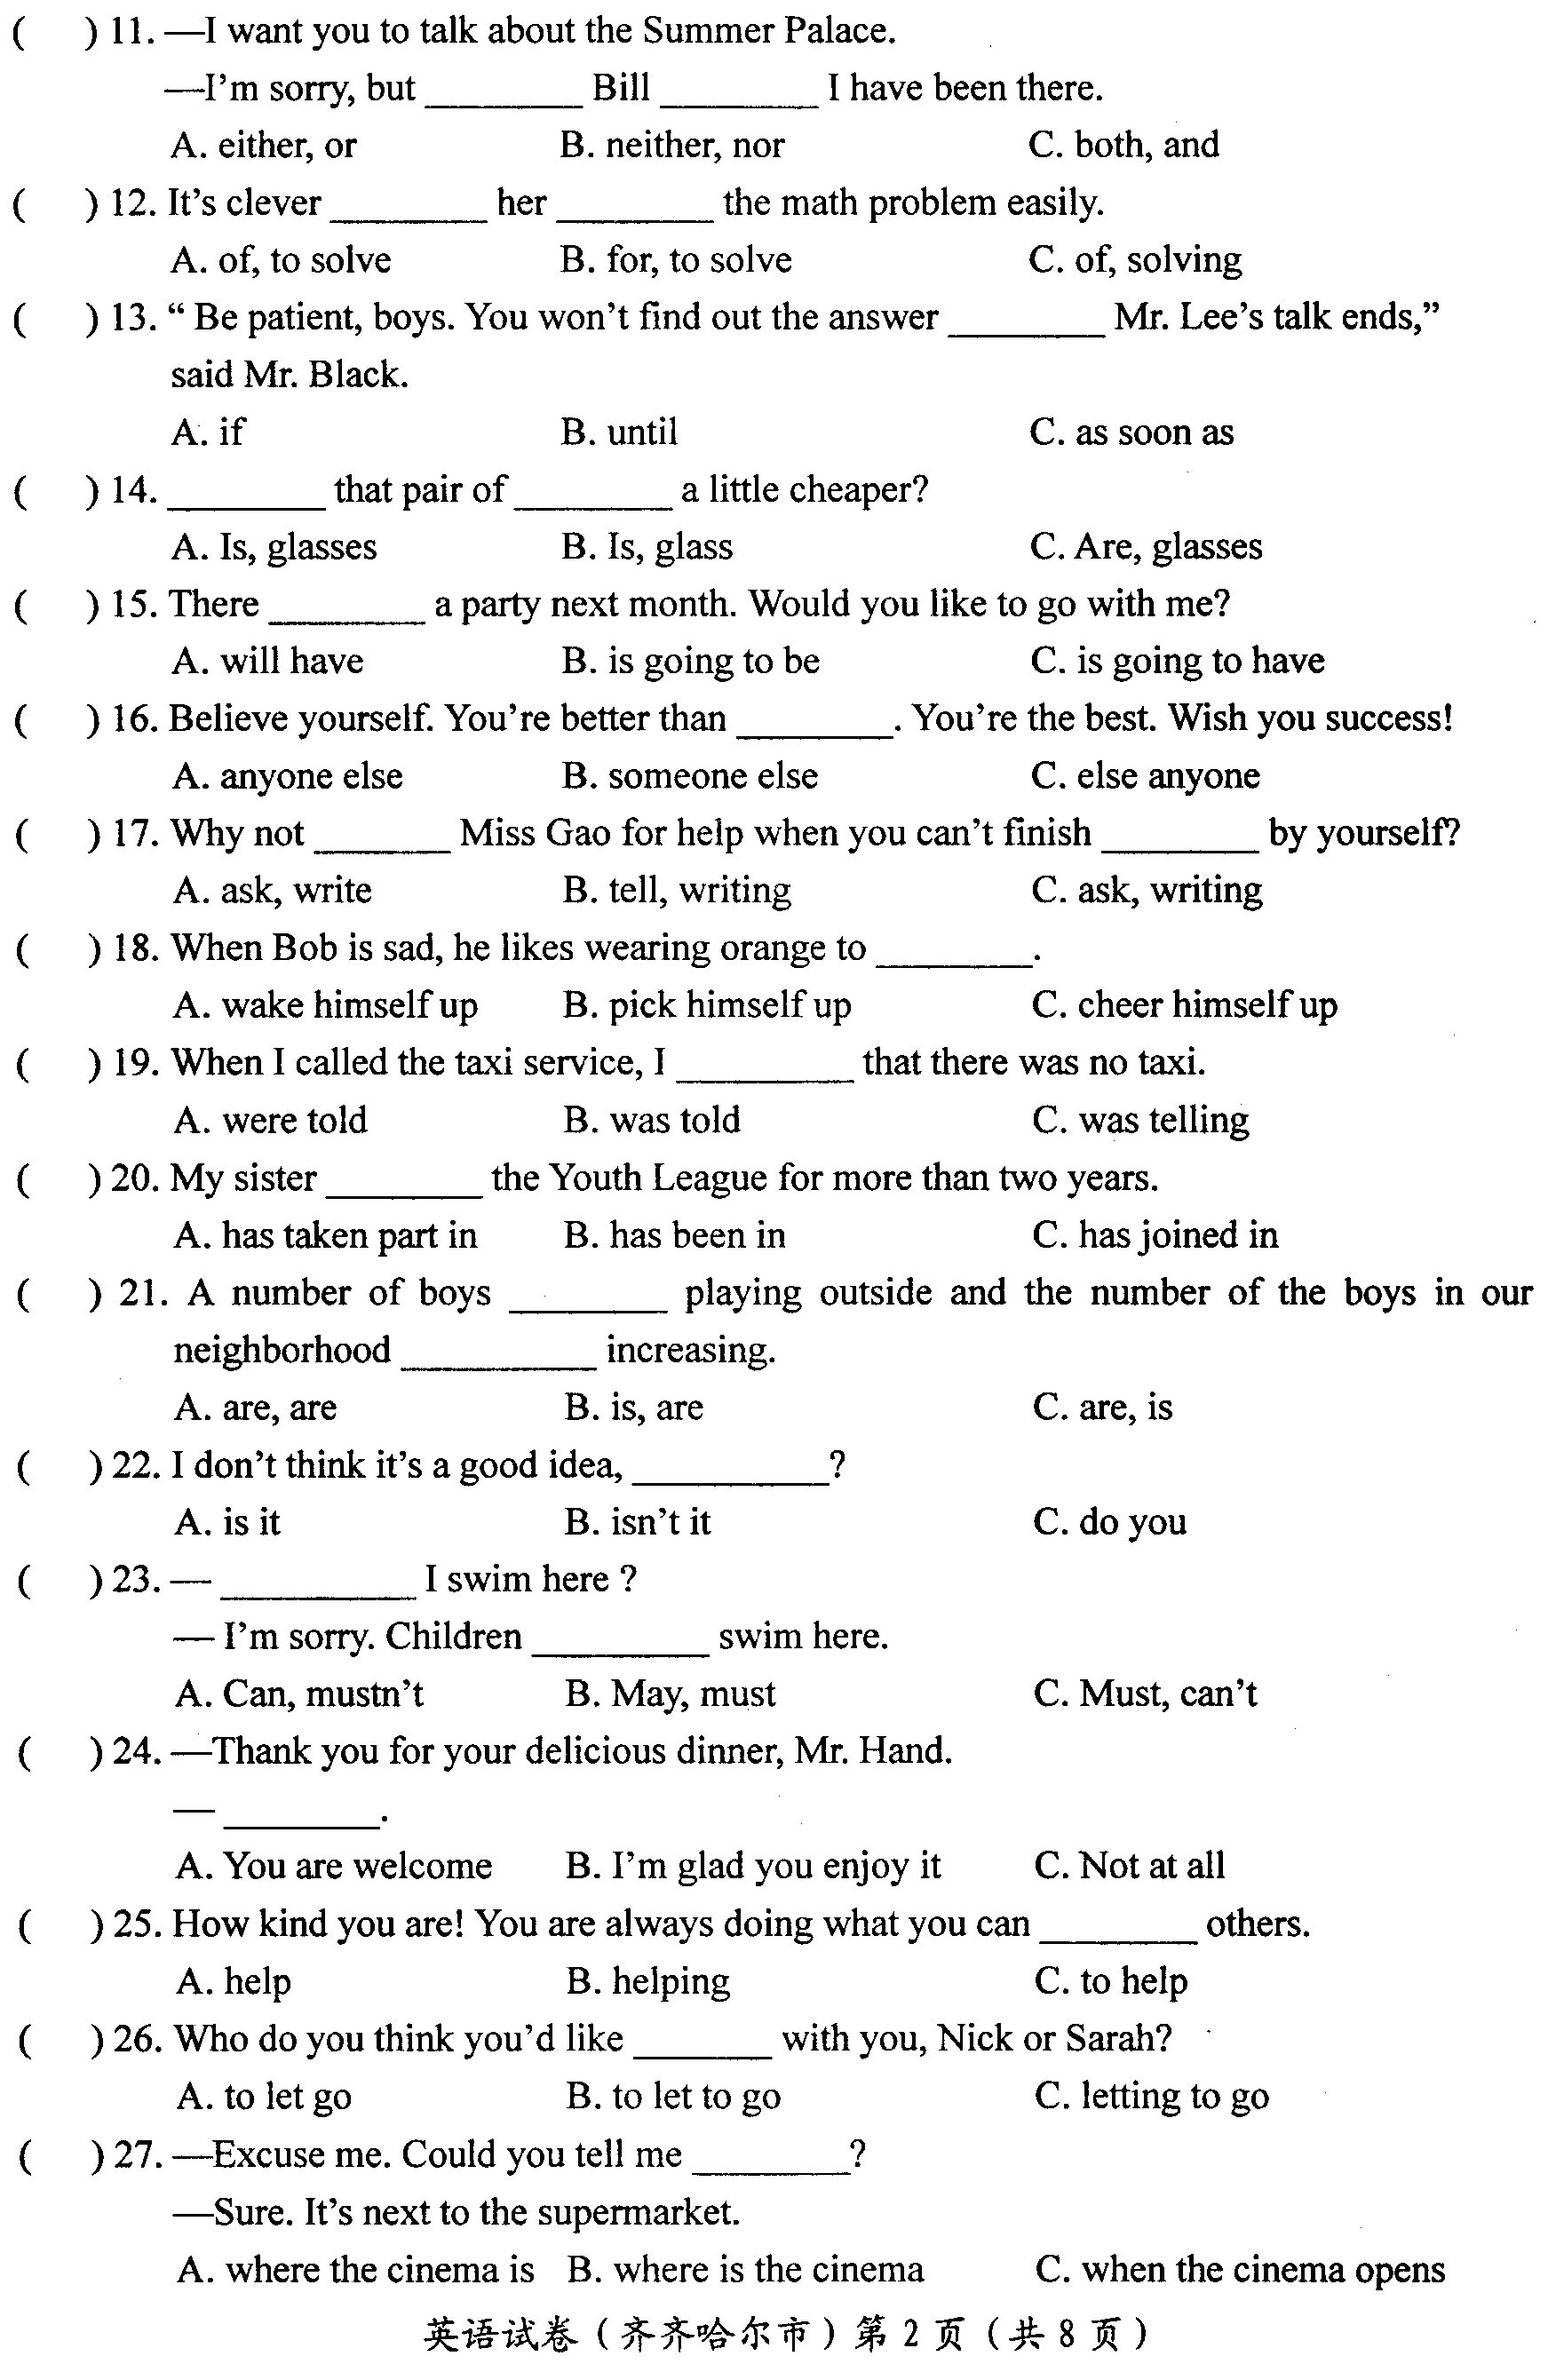 (    ) 11. —I want you to talk about the Summer Palace.
—I'm sorry, but ________ Bill ________ I have been there.
A. either, or    B. neither, nor    C. both, and
(    ) 12. It's clever ________ her ________ the math problem easily.
A. of, to solve    B. for, to solve    C. of, solving
(    ) 13. “ Be patient, boys. You won't find out the answer ________ Mr. Lee's talk ends,”
said Mr. Black.
A. if    B. until    C. as soon as
(    ) 14. ________ that pair of ________ a little cheaper?
A. Is, glasses    B. Is, glass    C. Are, glasses
(    ) 15. There ________ a party next month. Would you like to go with me?
A. will have    B. is going to be    C. is going to have
(    ) 16. Believe yourself. You're better than ________. You're the best. Wish you success!
A. anyone else    B. someone else    C. else anyone
(    ) 17. Why not _______ Miss Gao for help when you can't finish ________ by yourself?
A. ask, write    B. tell, writing    C. ask, writing
(    ) 18. When Bob is sad, he likes wearing orange to ________.
A. wake himself up    B. pick himself up    C. cheer himself up
(    ) 19. When I called the taxi service, I _________ that there was no taxi.
A. were told    B. was told    C. was telling
(    ) 20. My sister ________ the Youth League for more than two years.
A. has taken part in    B. has been in    C. has joined in
(    ) 21. A number of boys ________ playing outside and the number of the boys in our
neighborhood __________ increasing.
A. are, are    B. is, are    C. are, is
(    ) 22. I don't think it's a good idea, __________?
A. is it    B. isn't it    C. do you
(    ) 23. — __________ I swim here ?
— I'm sorry. Children _________ swim here.
A. Can, mustn't    B. May, must    C. Must, can't
(    ) 24. —Thank you for your delicious dinner, Mr. Hand.
— ________.
A. You are welcome    B. I'm glad you enjoy it    C. Not at all
(    ) 25. How kind you are! You are always doing what you can ________ others.
A. help    B. helping    C. to help
(    ) 26. Who do you think you'd like _______ with you, Nick or Sarah?
A. to let go    B. to let to go    C. letting to go
(    ) 27. —Excuse me. Could you tell me ________?
—Sure. It's next to the supermarket.
A. where the cinema is    B. where is the cinema    C. when the cinema opens
英语试卷（齐齐哈尔市）第 2 页（共 8 页）